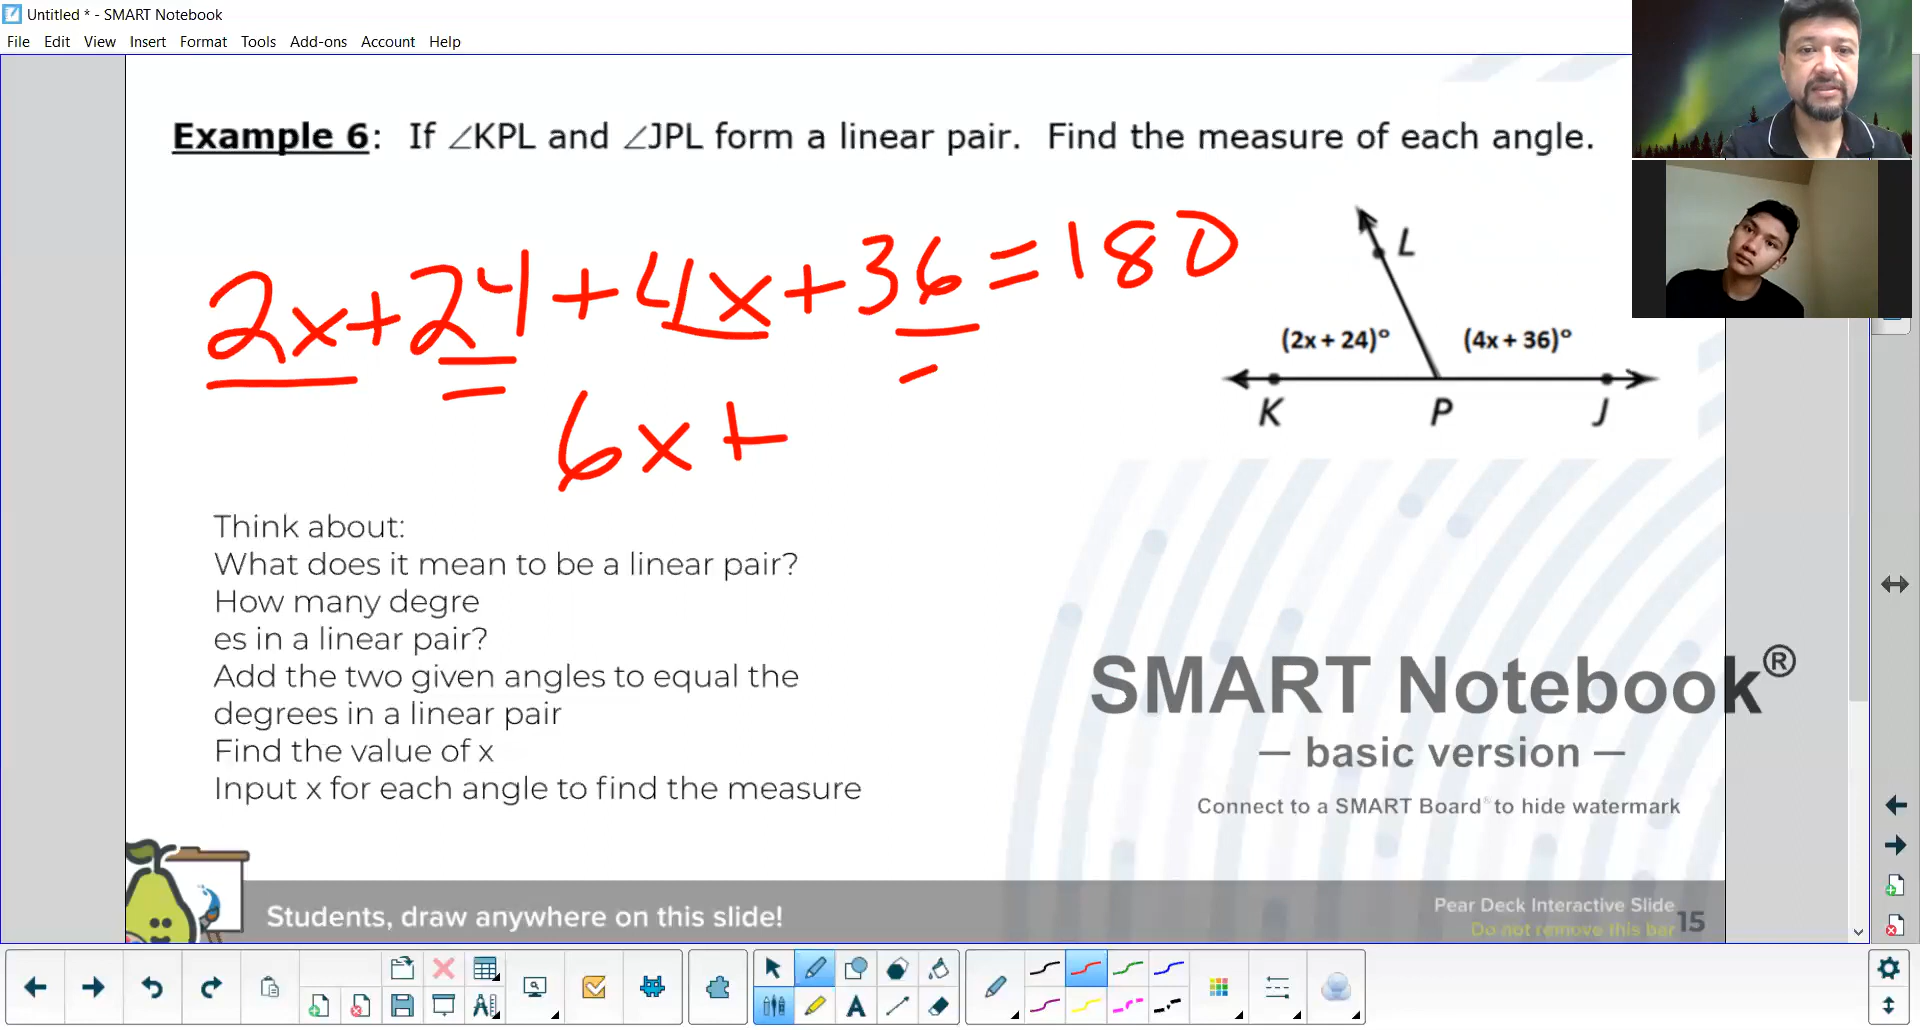 Untitled * - SMART Notebook
File Edit View Insert Format Tools Add-ons Account Help
Example 6: If ∠KPL and ∠JPL form a linear pair. Find the measure of each angle.
2x+24+4x+36=180
6x+
L
(2x + 24)° (4x + 36)°
K P J
Think about:
What does it mean to be a linear pair?
How many degre
es in a linear pair?
Add the two given angles to equal the
degrees in a linear pair
Find the value of x
Input x for each angle to find the measure
SMART Notebook®
— basic version —
Connect to a SMART Board® to hide watermark
Students, draw anywhere on this slide!
Pear Deck Interactive Slide
Do not remove this bar
15
A